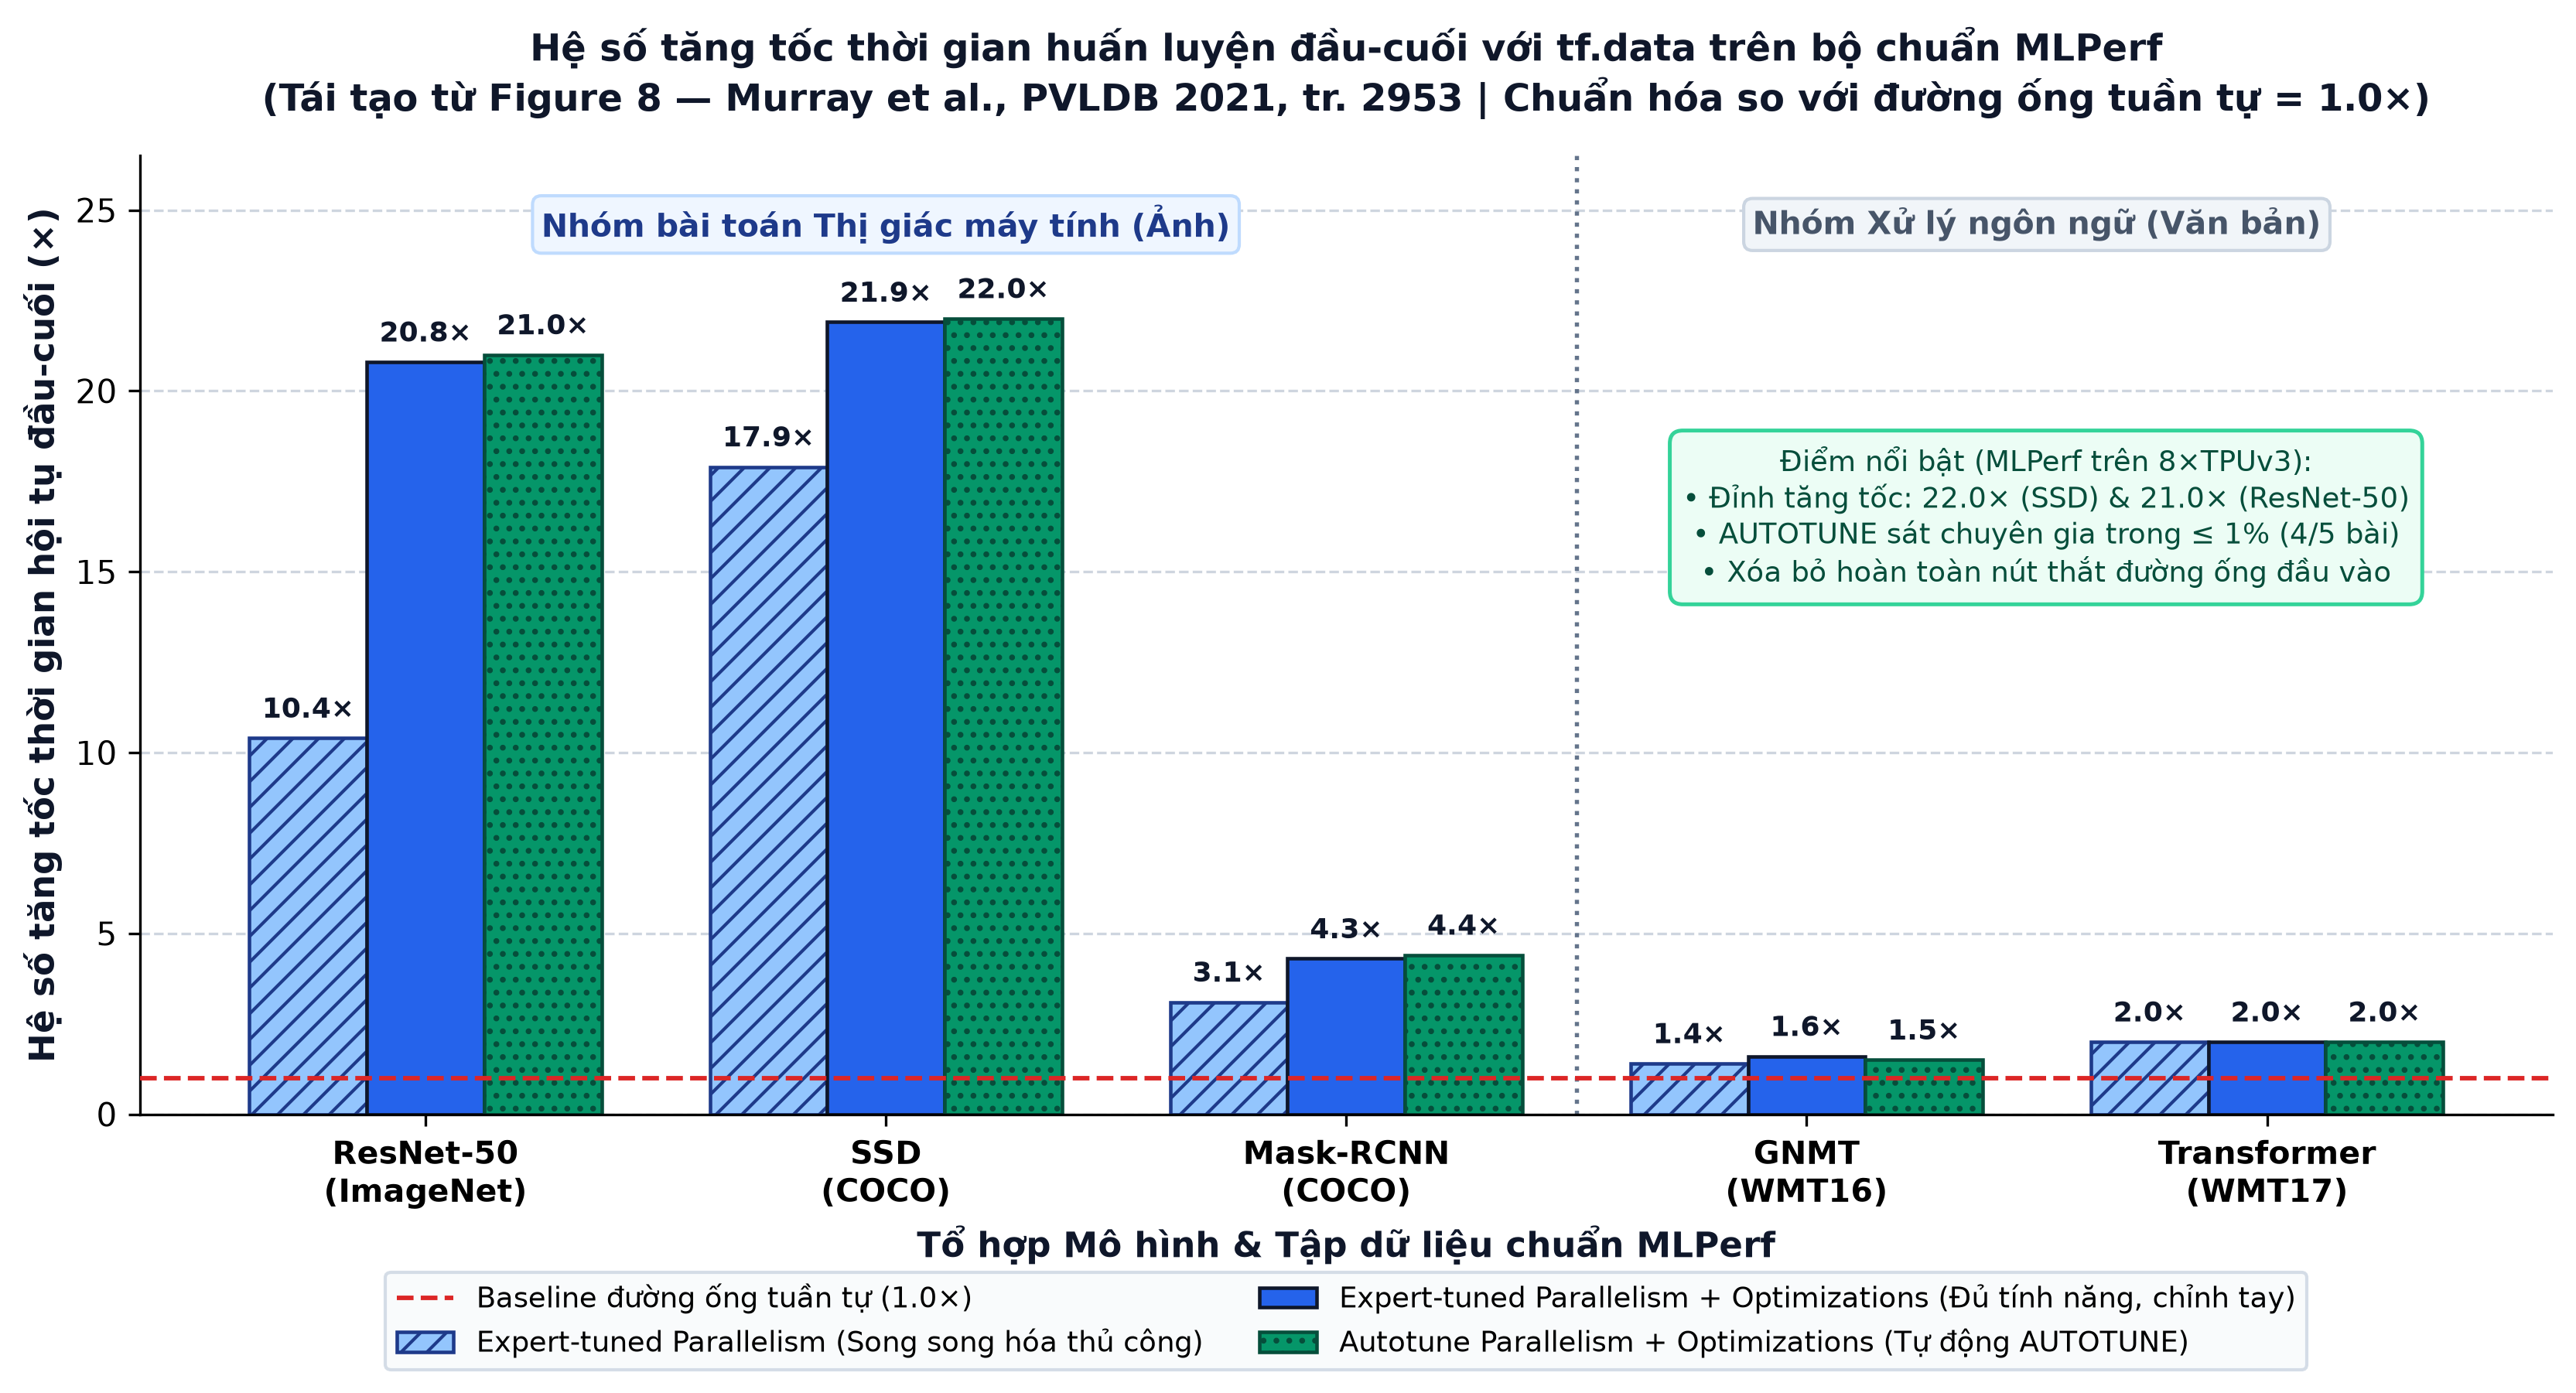 Hệ số tăng tốc thời gian huấn luyện đầu-cuối với tf.data trên bộ chuẩn MLPerf
(Tái tạo từ Figure 8 — Murray et al., PVLDB 2021, tr. 2953 | Chuẩn hóa so với đường ống tuần tự = 1.0×)
Hệ số tăng tốc thời gian hội tụ đầu-cuối (×)
25
20
15
10
5
0
Nhóm bài toán Thị giác máy tính (Ảnh)
Nhóm Xử lý ngôn ngữ (Văn bản)
10.4×
20.8×
21.0×
17.9×
21.9×
22.0×
3.1×
4.3×
4.4×
1.4×
1.6×
1.5×
2.0×
2.0×
2.0×
Điểm nổi bật (MLPerf trên 8×TPUv3):
• Đỉnh tăng tốc: 22.0× (SSD) & 21.0× (ResNet-50)
• AUTOTUNE sát chuyên gia trong ≤ 1% (4/5 bài)
• Xóa bỏ hoàn toàn nút thắt đường ống đầu vào
ResNet-50
(ImageNet)
SSD
(COCO)
Mask-RCNN
(COCO)
GNMT
(WMT16)
Transformer
(WMT17)
Tổ hợp Mô hình & Tập dữ liệu chuẩn MLPerf
Baseline đường ống tuần tự (1.0×)
Expert-tuned Parallelism (Song song hóa thủ công)
Expert-tuned Parallelism + Optimizations (Đủ tính năng, chỉnh tay)
Autotune Parallelism + Optimizations (Tự động AUTOTUNE)